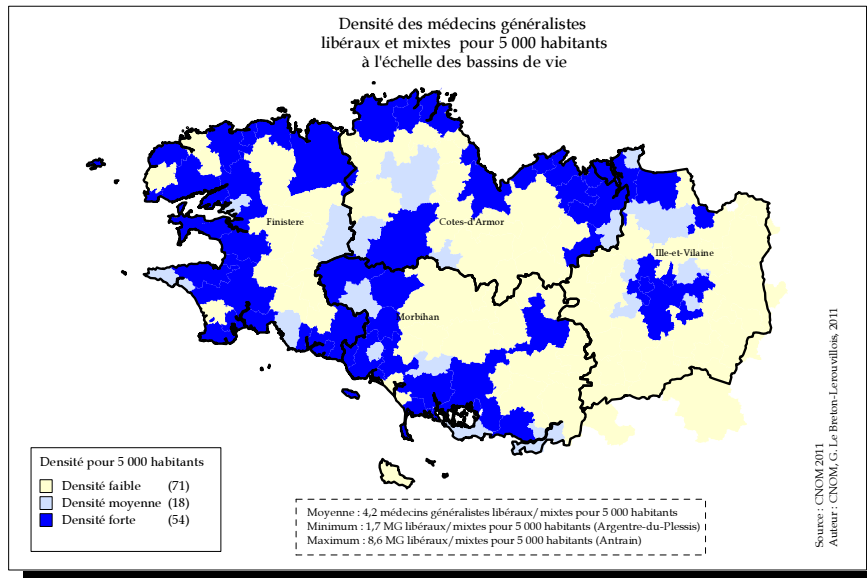 Densité des médecins généralistes
libéraux et mixtes pour 5 000 habitants
à l'échelle des bassins de vie
Finistere
Cotes-d'Armor
Ille-et-Vilaine
Morbihan
Densité pour 5 000 habitants
Densité faible (71)
Densité moyenne (18)
Densité forte (54)
Moyenne : 4,2 médecins généralistes libéraux/mixtes pour 5 000 habitants
Minimum : 1,7 MG libéraux/mixtes pour 5 000 habitants (Argentre-du-Plessis)
Maximum : 8,6 MG libéraux/mixtes pour 5 000 habitants (Antrain)
Source : CNOM 2011
Auteur : CNOM, G. Le Breton-Lerouvillois, 2011